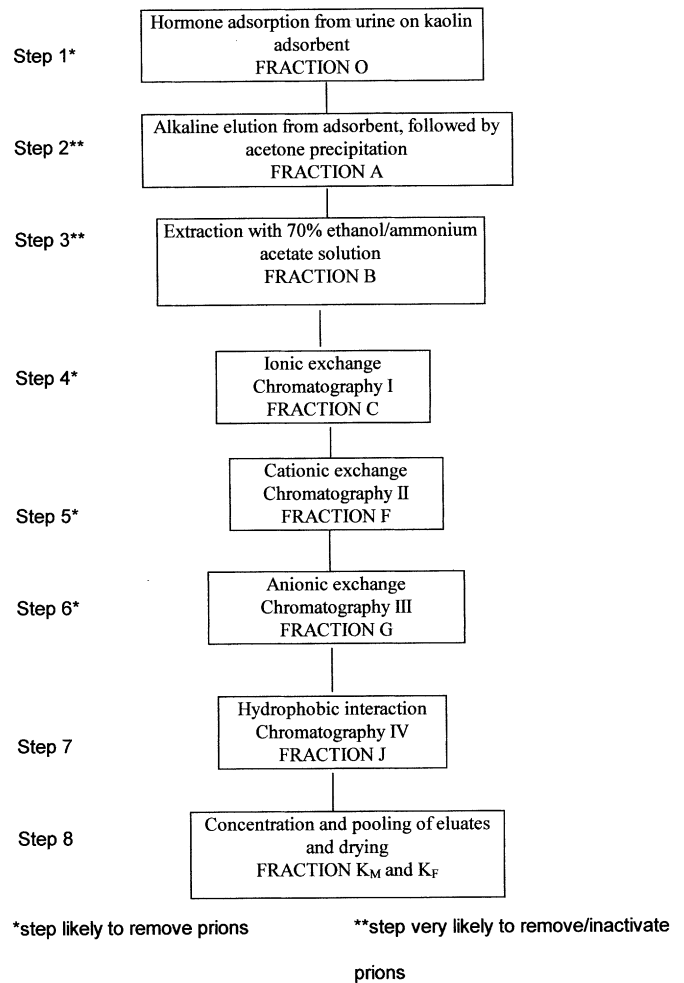 Step 1*
Hormone adsorption from urine on kaolin
adsorbent
FRACTION O
Step 2**
Alkaline elution from adsorbent, followed by
acetone precipitation
FRACTION A
Step 3**
Extraction with 70% ethanol/ammonium
acetate solution
FRACTION B
Step 4*
Ionic exchange
Chromatography I
FRACTION C
Step 5*
Cationic exchange
Chromatography II
FRACTION F
Step 6*
Anionic exchange
Chromatography III
FRACTION G
Step 7
Hydrophobic interaction
Chromatography IV
FRACTION J
Step 8
Concentration and pooling of eluates
and drying
FRACTION KM and KF
*step likely to remove prions
**step very likely to remove/inactivate
prions